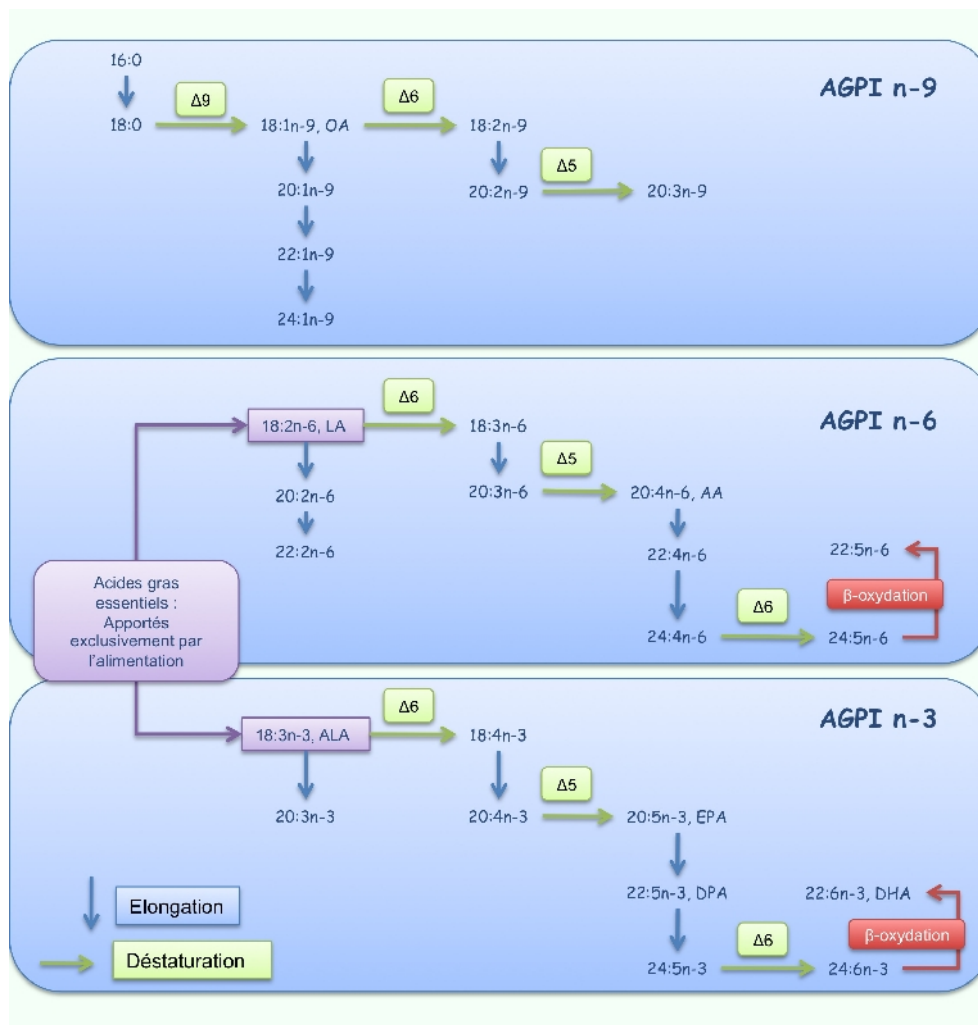 16:0
AGPI n-9
Δ9
Δ6
18:0
18:1n-9, OA
18:2n-9
Δ5
20:1n-9
20:2n-9
20:3n-9
22:1n-9
24:1n-9
Δ6
AGPI n-6
18:2n-6, LA
18:3n-6
Δ5
20:2n-6
20:3n-6
20:4n-6, AA
22:2n-6
22:4n-6
22:5n-6
Acides gras
essentiels :
Apportés
exclusivement par
l'alimentation
β-oxydation
Δ6
24:4n-6
24:5n-6
Δ6
AGPI n-3
18:3n-3, ALA
18:4n-3
Δ5
20:3n-3
20:4n-3
20:5n-3, EPA
22:5n-3, DPA
22:6n-3, DHA
Elongation
β-oxydation
Δ6
Déstaturation
24:5n-3
24:6n-3